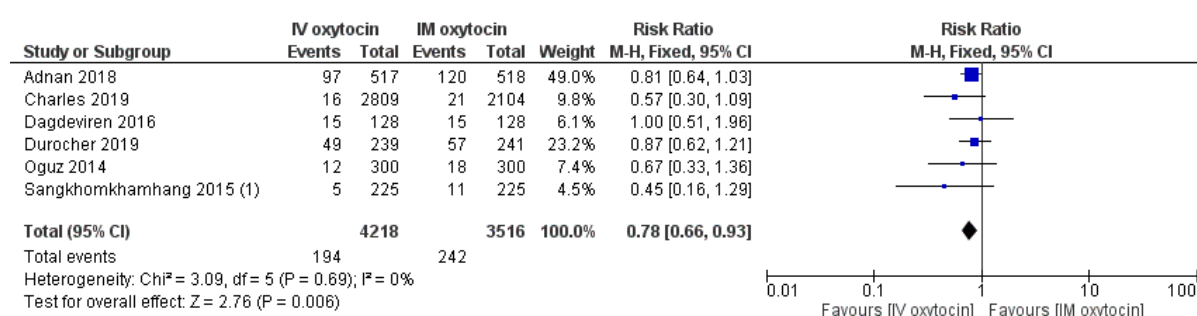 IV oxytocin IM oxytocin Risk Ratio Risk Ratio
Study or Subgroup Events Total Events Total Weight M-H, Fixed, 95% CI M-H, Fixed, 95% CI
Adnan 2018 97 517 120 518 49.0% 0.81 [0.64, 1.03]
Charles 2019 16 2809 21 2104 9.8% 0.57 [0.30, 1.09]
Dagdeviren 2016 15 128 15 128 6.1% 1.00 [0.51, 1.96]
Durocher 2019 49 239 57 241 23.2% 0.87 [0.62, 1.21]
Oguz 2014 12 300 18 300 7.4% 0.67 [0.33, 1.36]
Sangkhomkhamhang 2015 (1) 5 225 11 225 4.5% 0.45 [0.16, 1.29]
Total (95% CI) 4218 3516 100.0% 0.78 [0.66, 0.93]
Total events 194 242
Heterogeneity: Chi² = 3.09, df = 5 (P = 0.69); I² = 0%
Test for overall effect: Z = 2.76 (P = 0.006)
0.01 0.1 1 10 100
Favours [IV oxytocin] Favours [IM oxytocin]